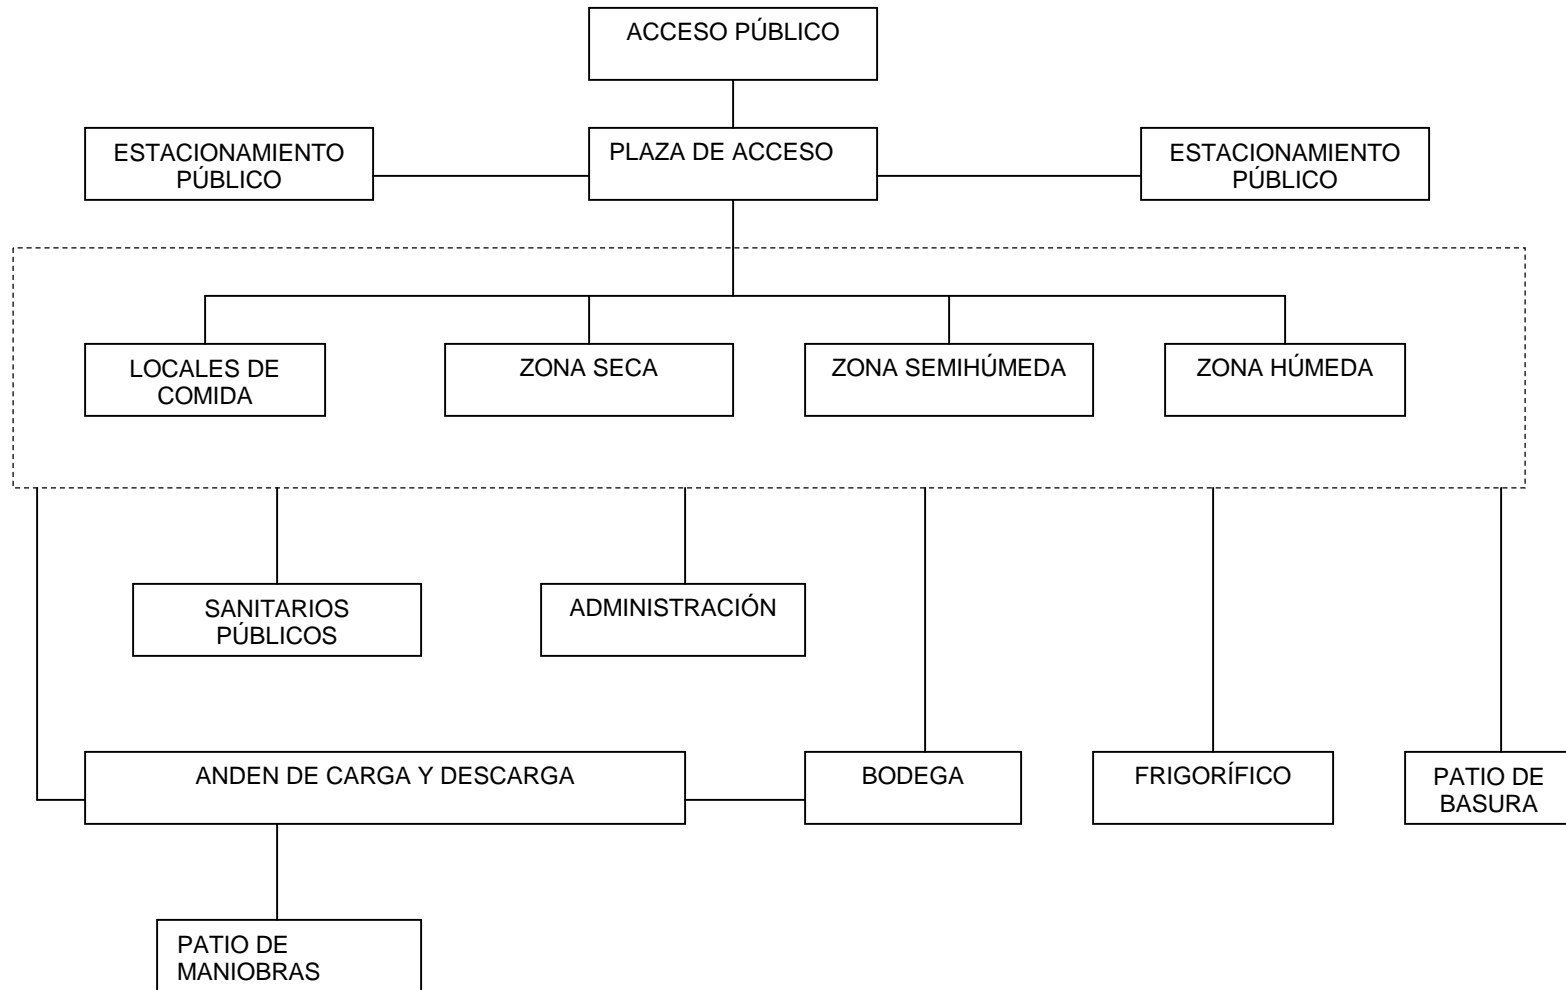 ACCESO PÚBLICO
ESTACIONAMIENTO
PÚBLICO
PLAZA DE ACCESO
ESTACIONAMIENTO
PÚBLICO
LOCALES DE
COMIDA
ZONA SECA
ZONA SEMIHÚMEDA
ZONA HÚMEDA
SANITARIOS
PÚBLICOS
ADMINISTRACIÓN
ANDEN DE CARGA Y DESCARGA
BODEGA
FRIGORÍFICO
PATIO DE
BASURA
PATIO DE
MANIOBRAS